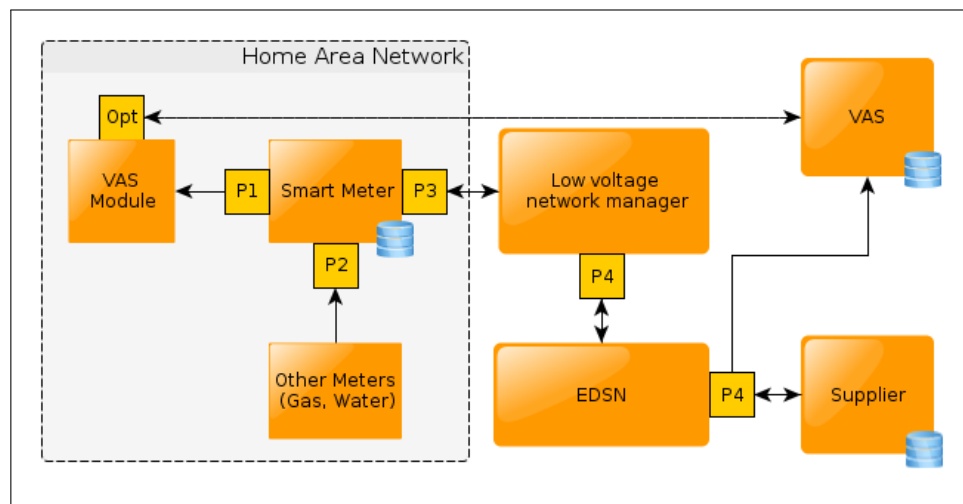 Home Area Network
Opt
VAS
VAS
Module
P1
Smart Meter
P3
Low voltage
network manager
P2
P4
Other Meters
(Gas, Water)
EDSN
P4
Supplier